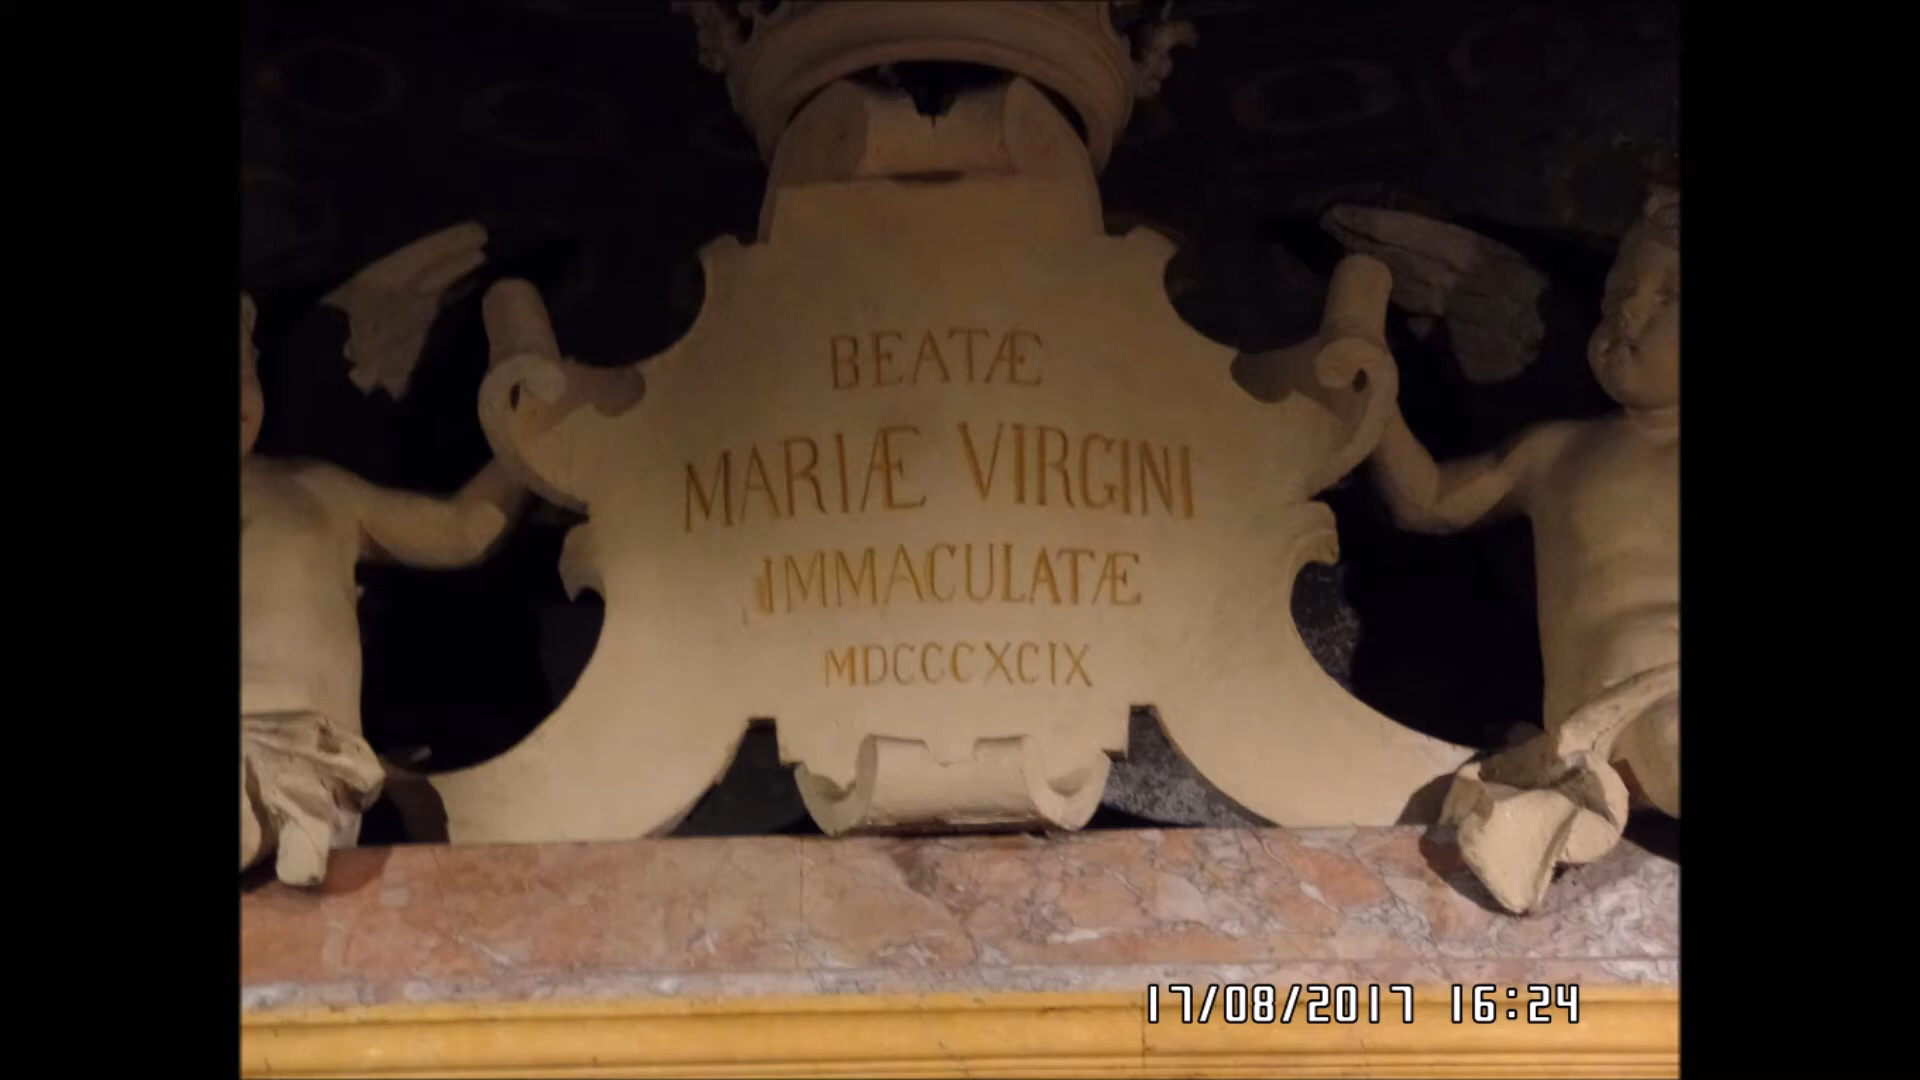 BEATÆ
MARIÆ VIRGINI
IMMACULATÆ
MDCCCXCIX
17/08/2017 16:24